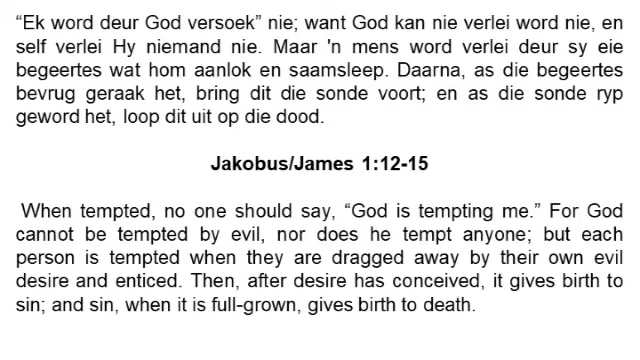 “Ek word deur God versoek” nie; want God kan nie verlei word nie, en
self verlei Hy niemand nie. Maar 'n mens word verlei deur sy eie
begeertes wat hom aanlok en saamsleep. Daarna, as die begeertes
bevrug geraak het, bring dit die sonde voort; en as die sonde ryp
geword het, loop dit uit op die dood.
Jakobus/James 1:12-15
When tempted, no one should say, “God is tempting me.” For God
cannot be tempted by evil, nor does he tempt anyone; but each
person is tempted when they are dragged away by their own evil
desire and enticed. Then, after desire has conceived, it gives birth to
sin; and sin, when it is full-grown, gives birth to death.